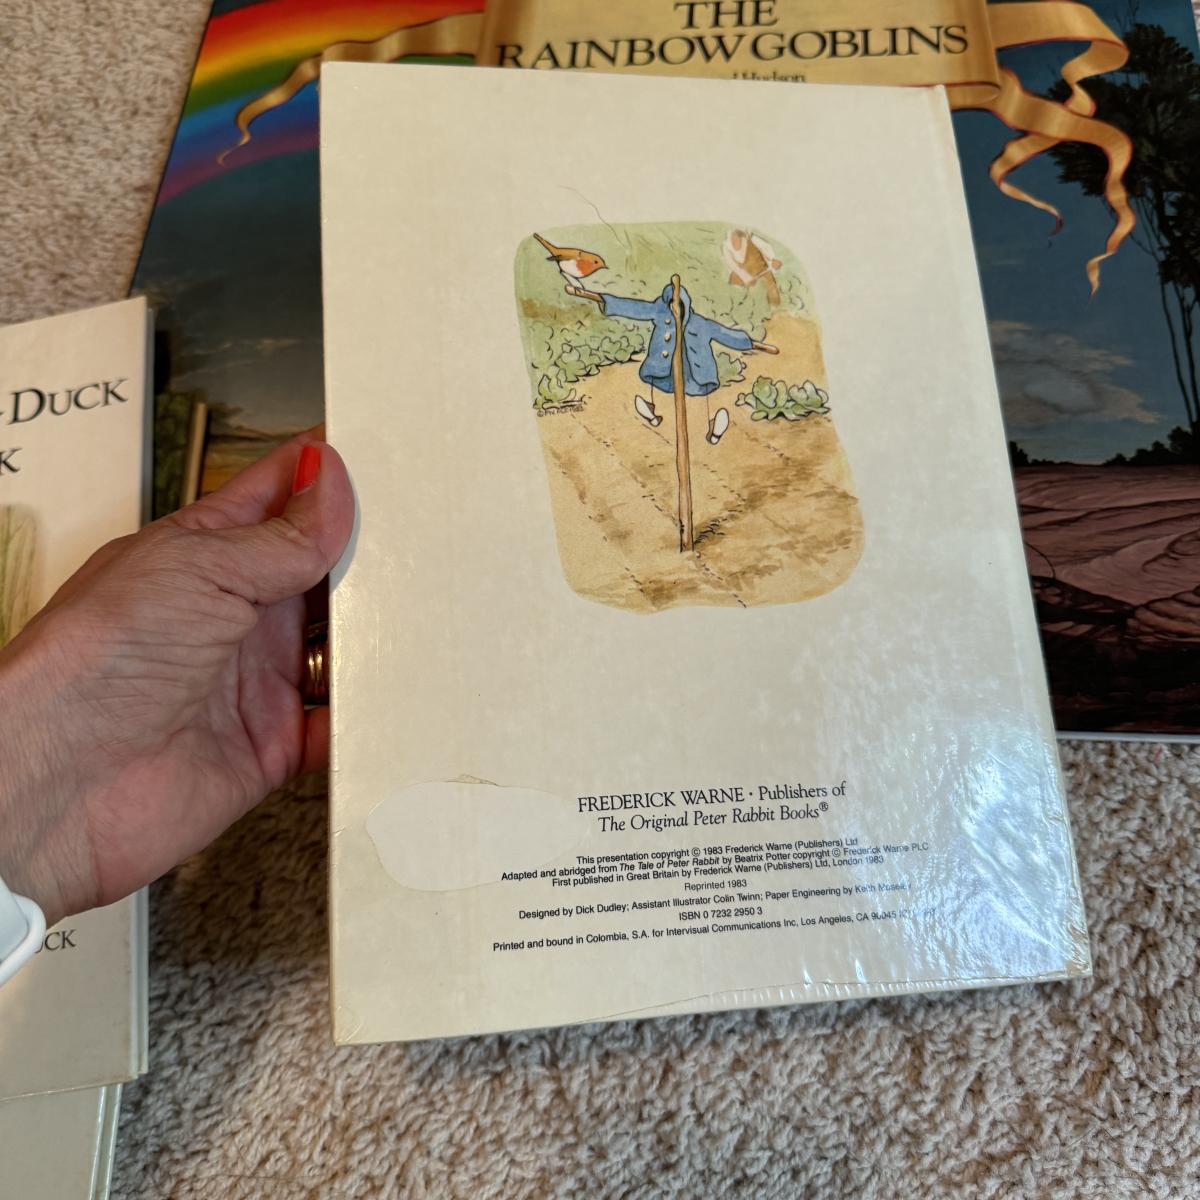 THE
RAINBOW GOBLINS
Hudson
-DUCK
K
FREDERICK WARNE • Publishers of
The Original Peter Rabbit Books®
This presentation copyright © 1983 Frederick Warne (Publishers) Ltd
Adapted and abridged from The Tale of Peter Rabbit by Beatrix Potter copyright © Frederick Warne PLC
First published in Great Britain by Frederick Warne (Publishers) Ltd, London 1983
Reprinted 1983
Designed by Dick Dudley; Assistant Illustrator Colin Twinn; Paper Engineering by Keith Moseley
ISBN 0 7232 2950 3
Printed and bound in Colombia, S.A. for Intervisual Communications Inc, Los Angeles, CA 90045
UCK